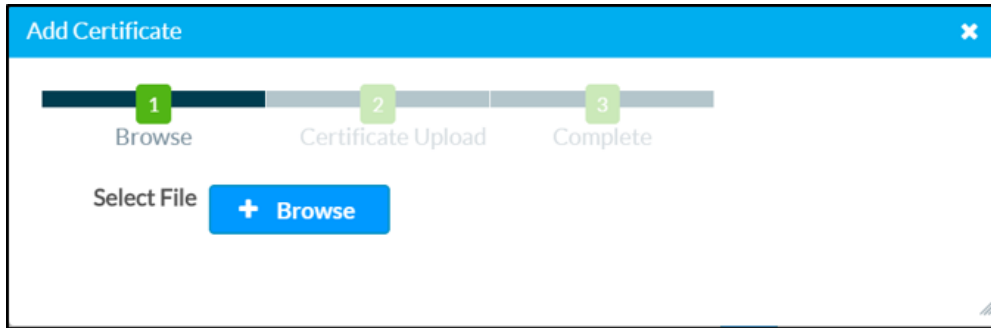 Add Certificate
1 2 3
Browse Certificate Upload Complete
Select File + Browse